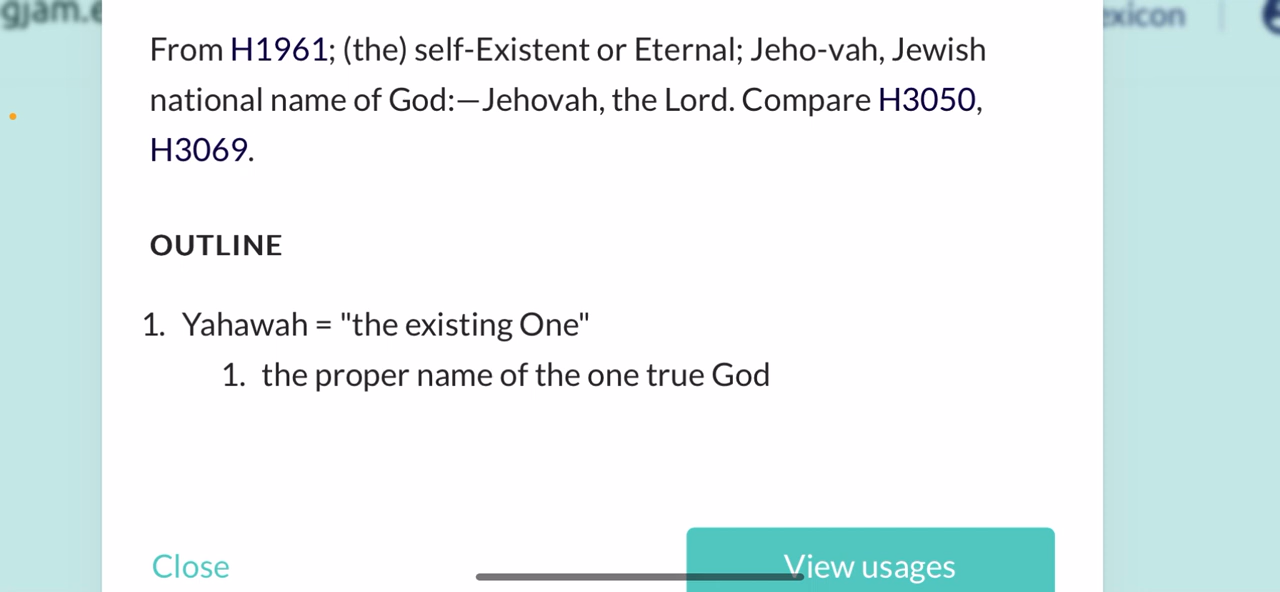 gjam.e
exicon
From H1961; (the) self-Existent or Eternal; Jeho-vah, Jewish
national name of God:—Jehovah, the Lord. Compare H3050,
H3069.
OUTLINE
1. Yahawah = "the existing One"
1. the proper name of the one true God
Close
View usages